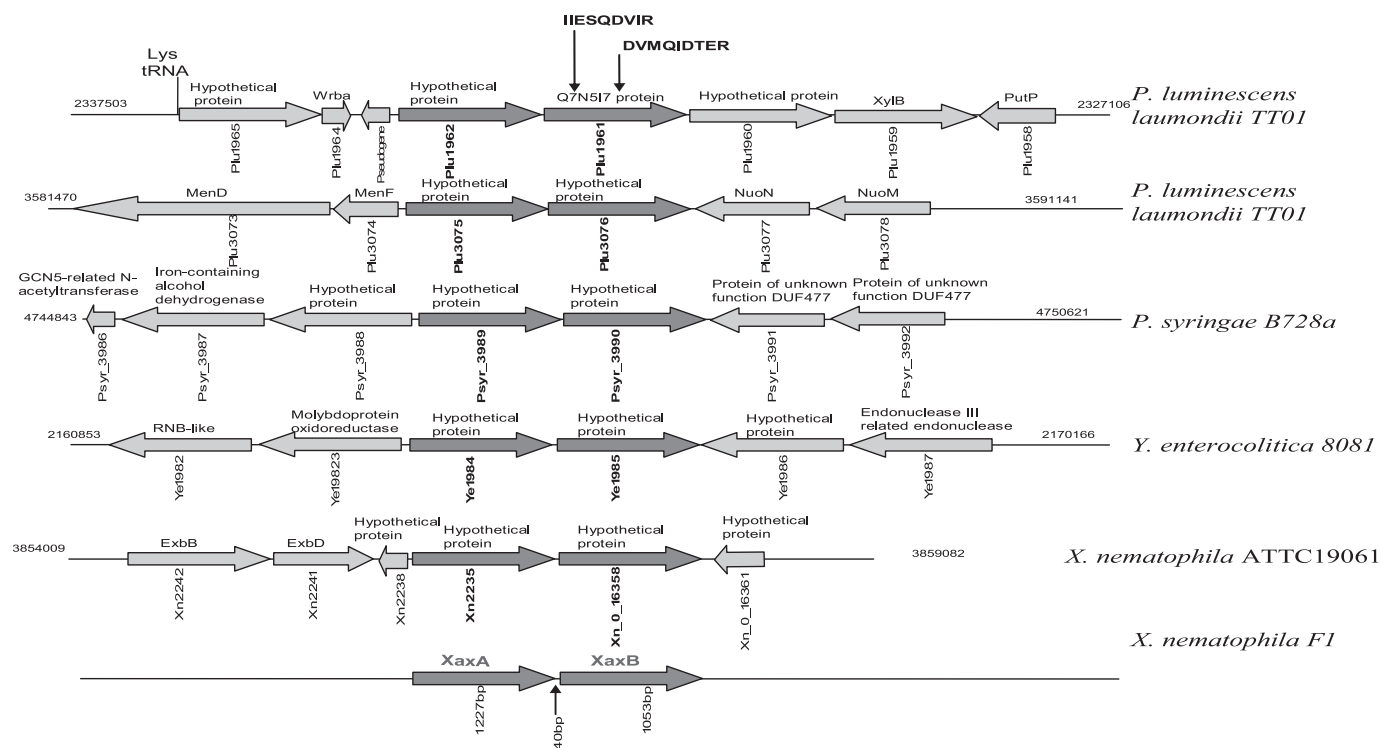 IIESQDVIR
DVMQIDTER
Lys
tRNA
Hypothetical
protein
Wrba
Q7N5I7 protein
Hypothetical protein
XylB
PutP
2337503
2327106
P. luminescens
laumondii TT01
Plu1965
Plu1964
Pseudogene
Plu1962
Plu1961
Plu1960
Plu1959
Plu1958
3581470
MenD
MenF
Hypothetical
protein
Hypothetical
protein
NuoN
NuoM
3591141
P. luminescens
laumondii TT01
Plu3073
Plu3074
Plu3075
Plu3076
Plu3077
Plu3078
GCN5-related N-
acetyltransferase
Iron-containing
alcohol
dehydrogenase
Hypothetical
protein
Hypothetical
protein
Hypothetical
protein
Protein of unknown
function DUF477
Protein of unknown
function DUF477
4744843
4750621
P. syringae B728a
Psyr_3986
Psyr_3987
Psyr_3988
Psyr_3989
Psyr_3990
Psyr_3991
Psyr_3992
2160853
RNB-like
Molybdoprotein
oxidoreductase
Hypothetical
protein
Hypothetical
protein
Hypothetical
protein
Endonuclease III
related endonuclease
2170166
Y. enterocolitica 8081
Ye1982
Ye19823
Ye1984
Ye1985
Ye1986
Ye1987
3854009
ExbB
ExbD
Hypothetical
protein
Hypothetical
protein
Hypothetical
protein
Hypothetical
protein
3859082
X. nematophila ATTC19061
Xn2242
Xn2241
Xn2238
Xn2235
Xn_0_16358
Xn_0_16361
X. nematophila F1
XaxA
XaxB
1227bp
40bp
1053bp